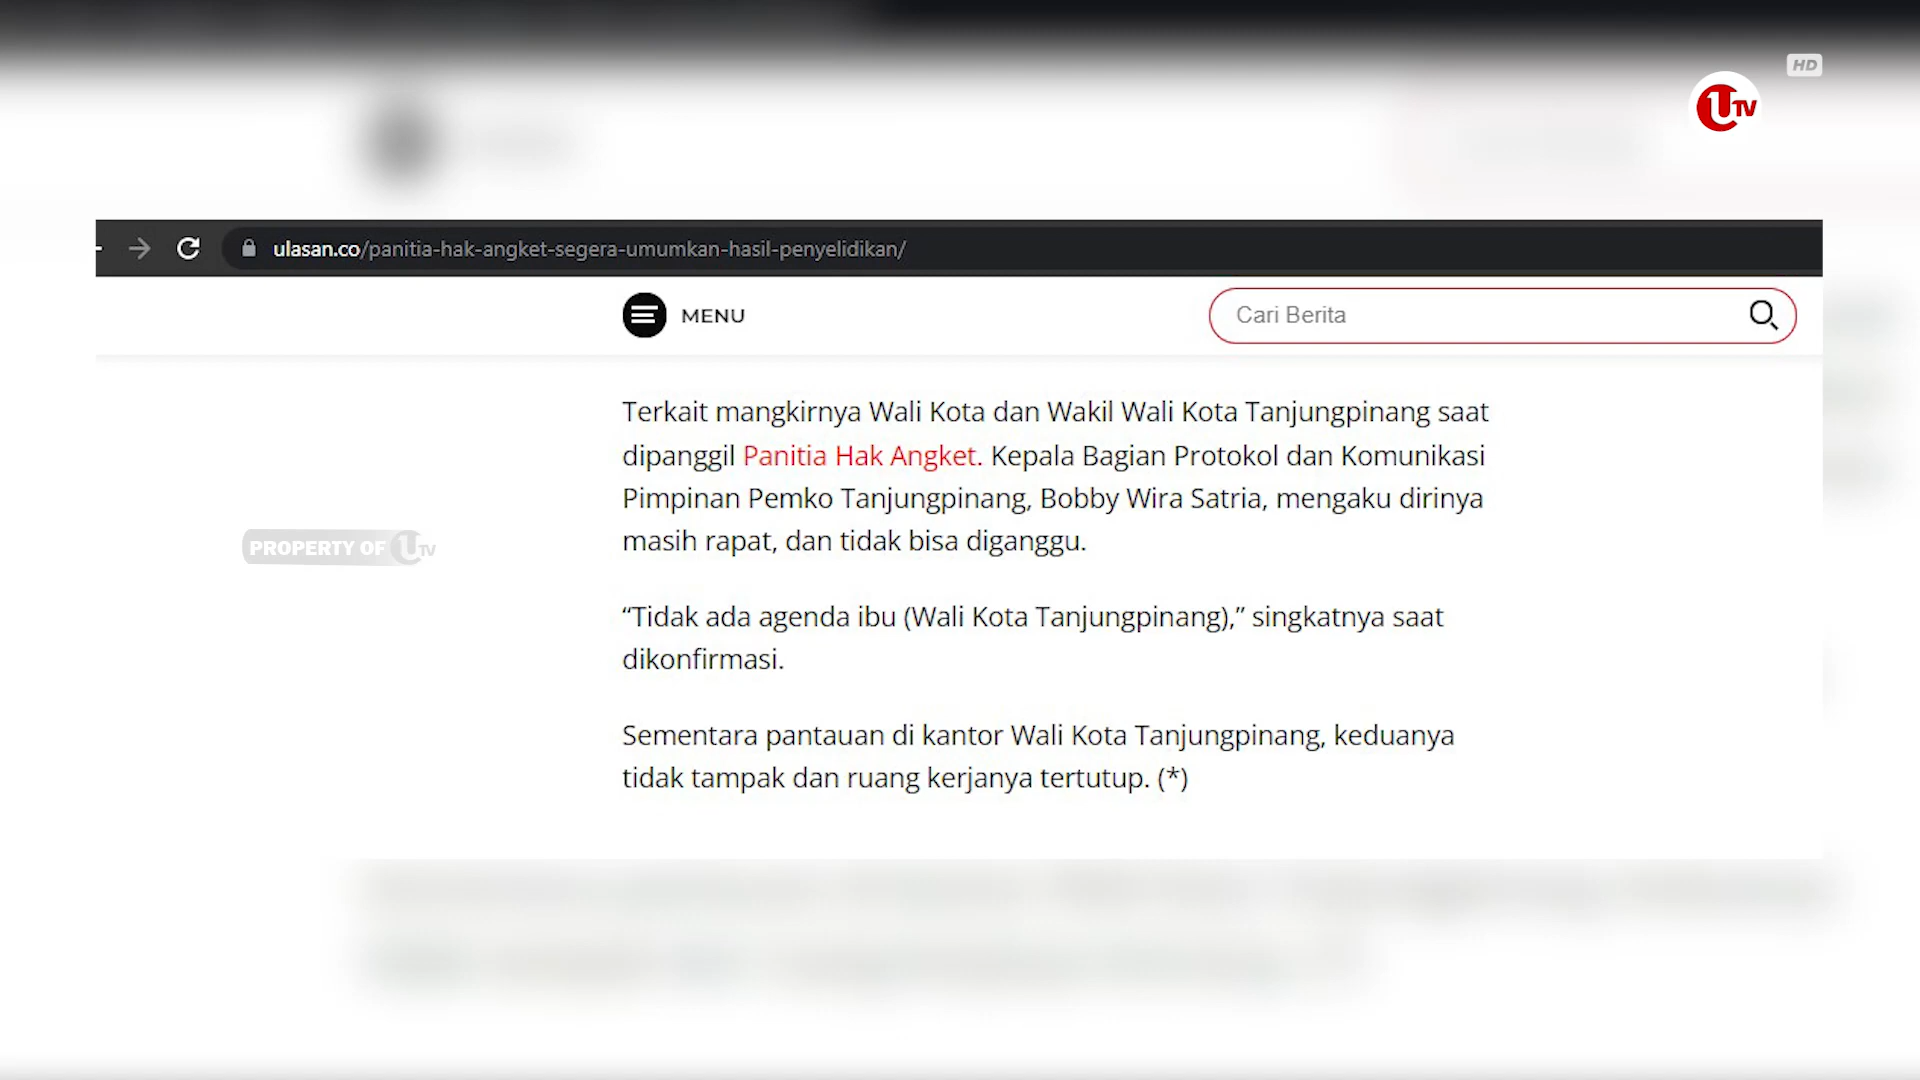 HD
UTV
ulasan.co/panitia-hak-angket-segera-umumkan-hasil-penyelidikan/
MENU
Cari Berita
Terkait mangkirnya Wali Kota dan Wakil Wali Kota Tanjungpinang saat
dipanggil Panitia Hak Angket. Kepala Bagian Protokol dan Komunikasi
Pimpinan Pemko Tanjungpinang, Bobby Wira Satria, mengaku dirinya
masih rapat, dan tidak bisa diganggu.
PROPERTY OF UTV
“Tidak ada agenda ibu (Wali Kota Tanjungpinang),” singkatnya saat
dikonfirmasi.
Sementara pantauan di kantor Wali Kota Tanjungpinang, keduanya
tidak tampak dan ruang kerjanya tertutup. (*)